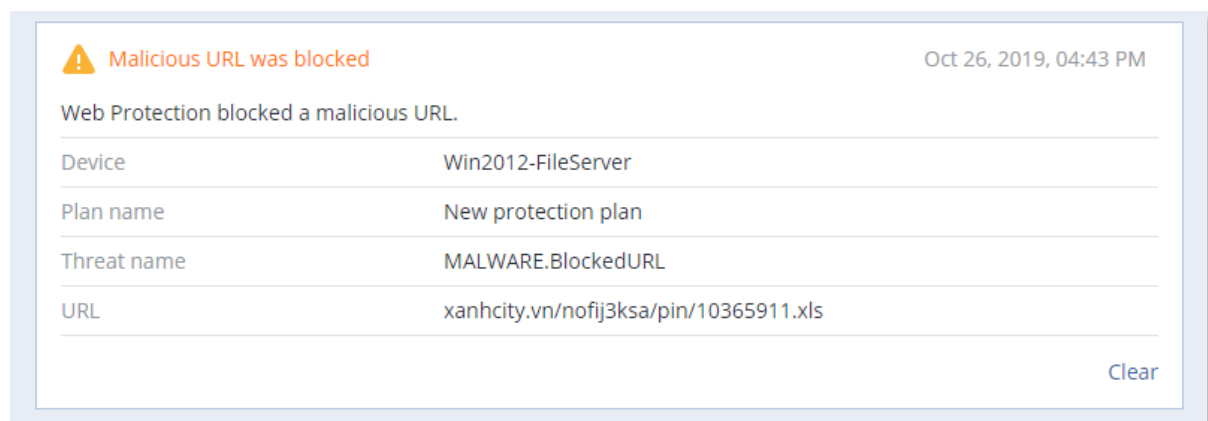 Malicious URL was blocked Oct 26, 2019, 04:43 PM
Web Protection blocked a malicious URL.
Device Win2012-FileServer
Plan name New protection plan
Threat name MALWARE.BlockedURL
URL xanhcity.vn/nofij3ksa/pin/10365911.xls
Clear